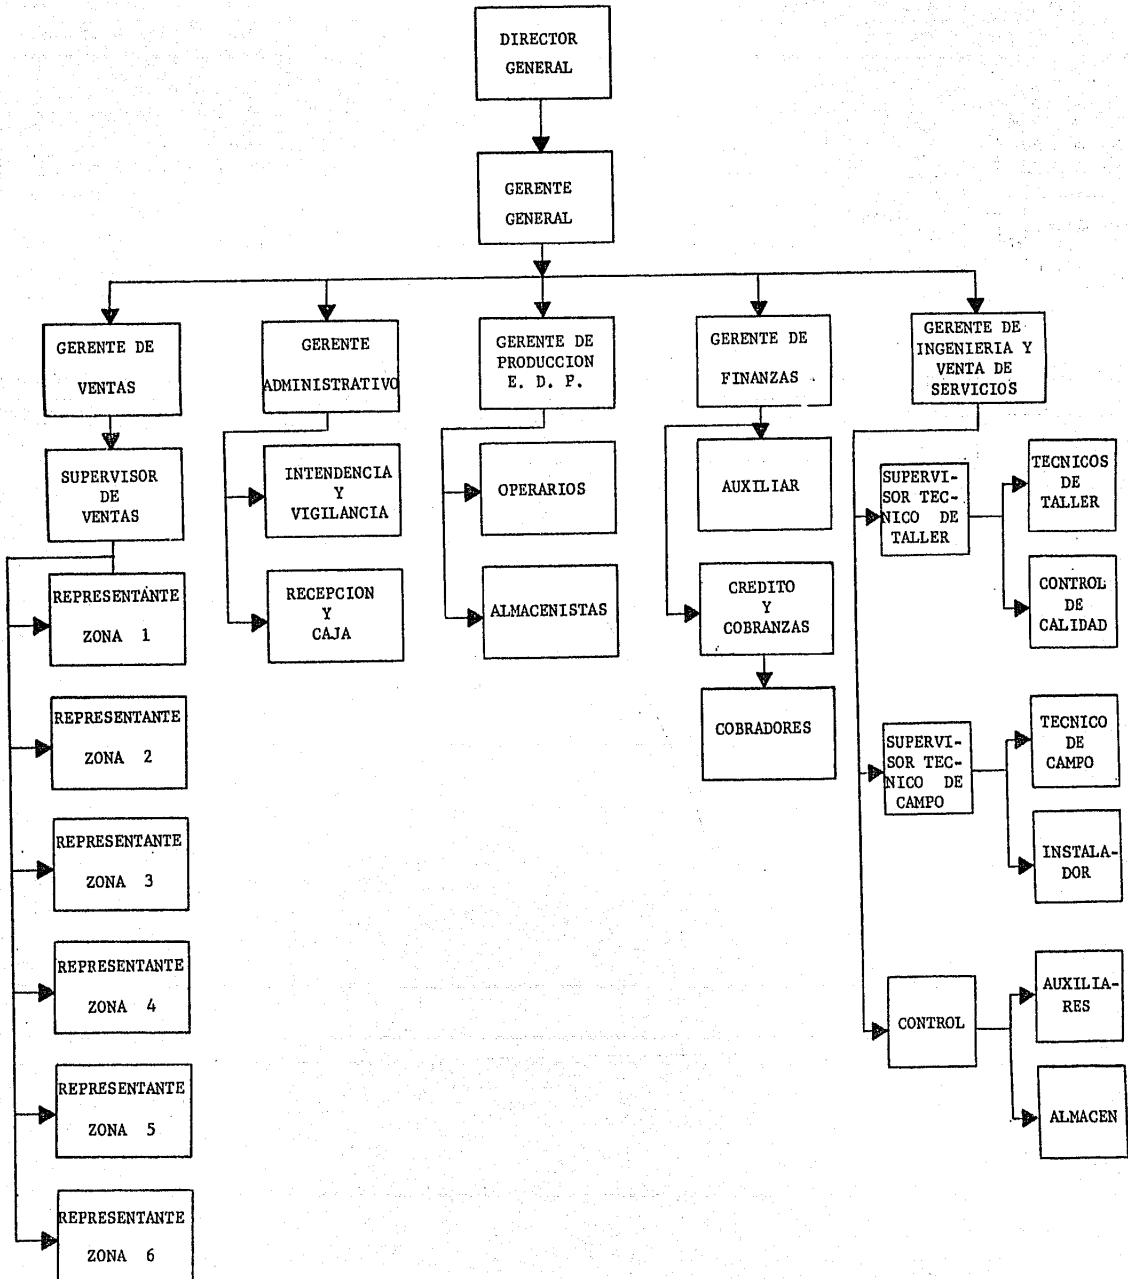 DIRECTOR
GENERAL
GERENTE
GENERAL
GERENTE DE
VENTAS
GERENTE
ADMINISTRATIVO
GERENTE DE
PRODUCCION
E. D. P.
GERENTE DE
FINANZAS
GERENTE DE
INGENIERIA Y
VENTA DE
SERVICIOS
SUPERVISOR
DE
VENTAS
REPRESENTANTE
ZONA 1
REPRESENTANTE
ZONA 2
REPRESENTANTE
ZONA 3
REPRESENTANTE
ZONA 4
REPRESENTANTE
ZONA 5
REPRESENTANTE
ZONA 6
INTENDENCIA
Y
VIGILANCIA
RECEPCION
Y
CAJA
OPERARIOS
ALMACENISTAS
AUXILIAR
CREDITO
Y
COBRANZAS
COBRADORES
SUPERVI-
SOR TEC-
NICO DE
TALLER
TECNICOS
DE
TALLER
CONTROL
DE
CALIDAD
SUPERVI-
SOR TEC-
NICO DE
CAMPO
TECNICO
DE
CAMPO
INSTALA-
DOR
CONTROL
AUXILIA-
RES
ALMACEN